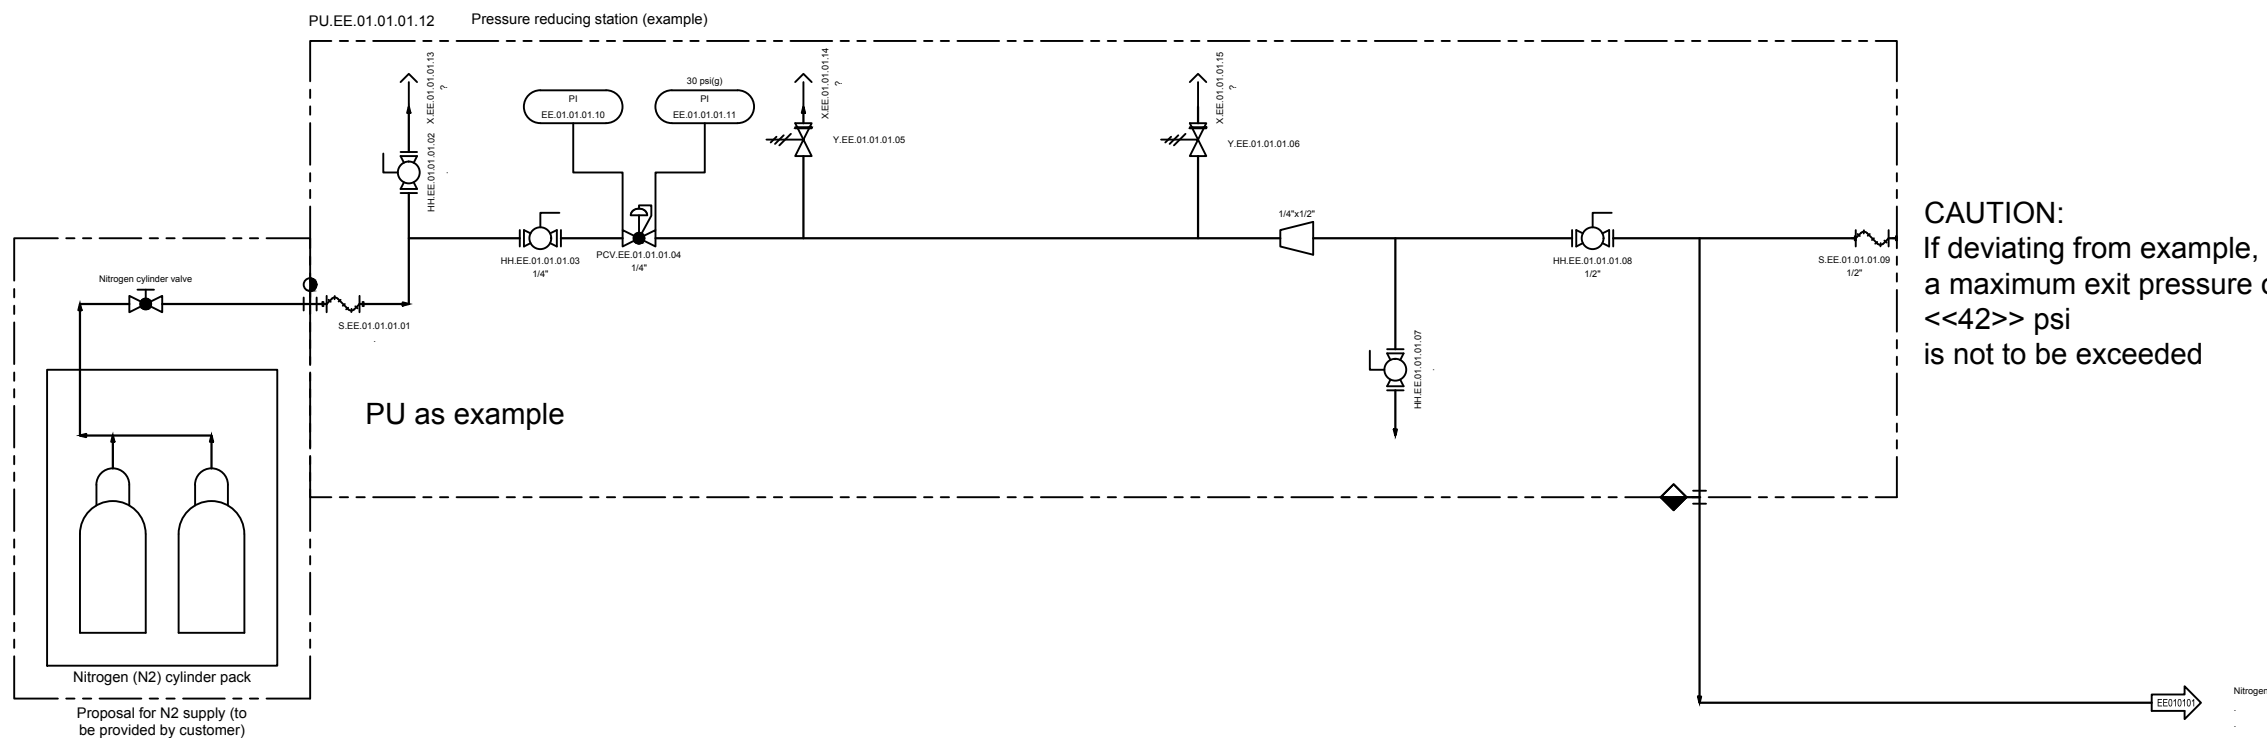 PU.EE.01.01.01.12
Pressure reducing station (example)
X.EE.01.01.01.13
?
HH.EE.01.01.01.02
.
PI
EE.01.01.01.10
30 psi(g)
PI
EE.01.01.01.11
X.EE.01.01.01.14
?
Y.EE.01.01.01.05
X.EE.01.01.01.15
?
Y.EE.01.01.01.06
HH.EE.01.01.01.03
1/4"
PCV.EE.01.01.01.04
1/4"
1/4"x1/2"
HH.EE.01.01.01.08
1/2"
S.EE.01.01.01.09
1/2"
CAUTION:
If deviating from example,
a maximum exit pressure
<<42>> psi
is not to be exceeded
Nitrogen cylinder valve
S.EE.01.01.01.01
.
HH.EE.01.01.01.07
.
PU as example
Nitrogen (N2) cylinder pack
Proposal for N2 supply (to
be provided by customer)
EE010101
Nitrogen
.
.